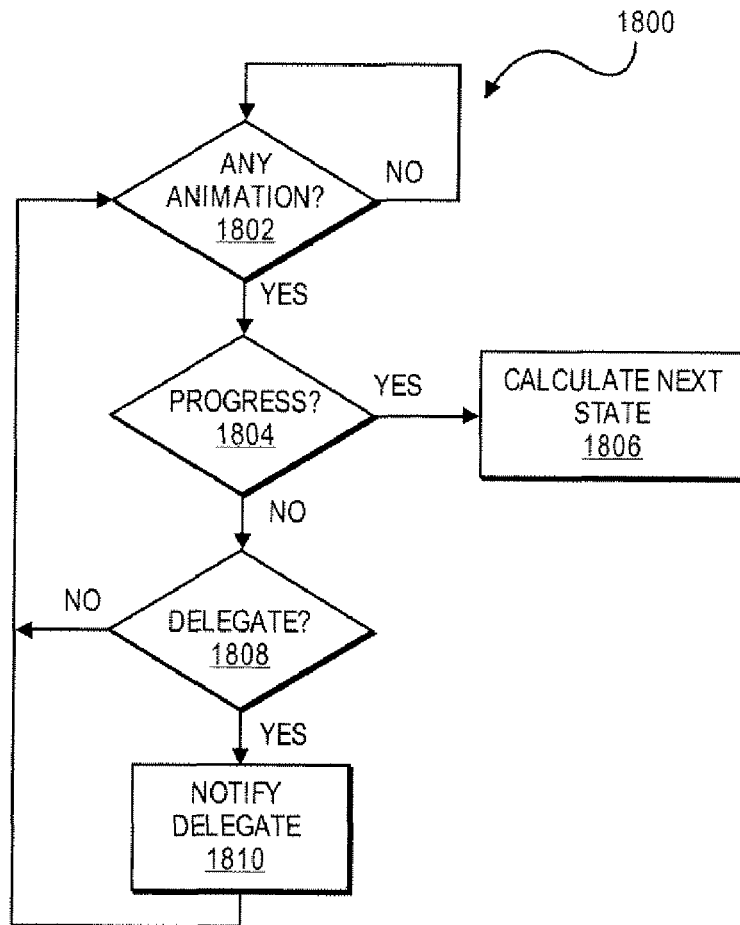 1800
ANY
ANIMATION?
1802
NO
YES
PROGRESS?
1804
YES
CALCULATE NEXT
STATE
1806
NO
DELEGATE?
1808
NO
YES
NOTIFY
DELEGATE
1810